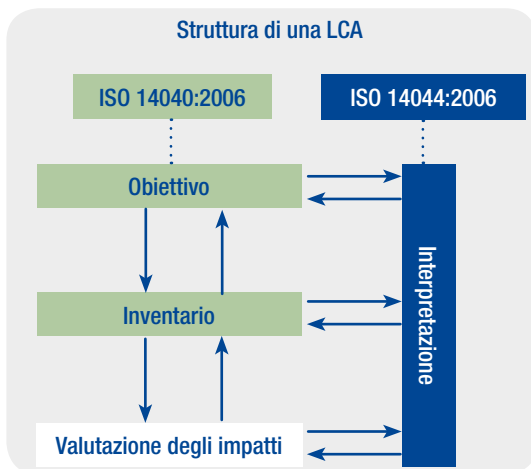 Struttura di una LCA
ISO 14040:2006
ISO 14044:2006
Obiettivo
Interpretazione
Inventario
Valutazione degli impatti